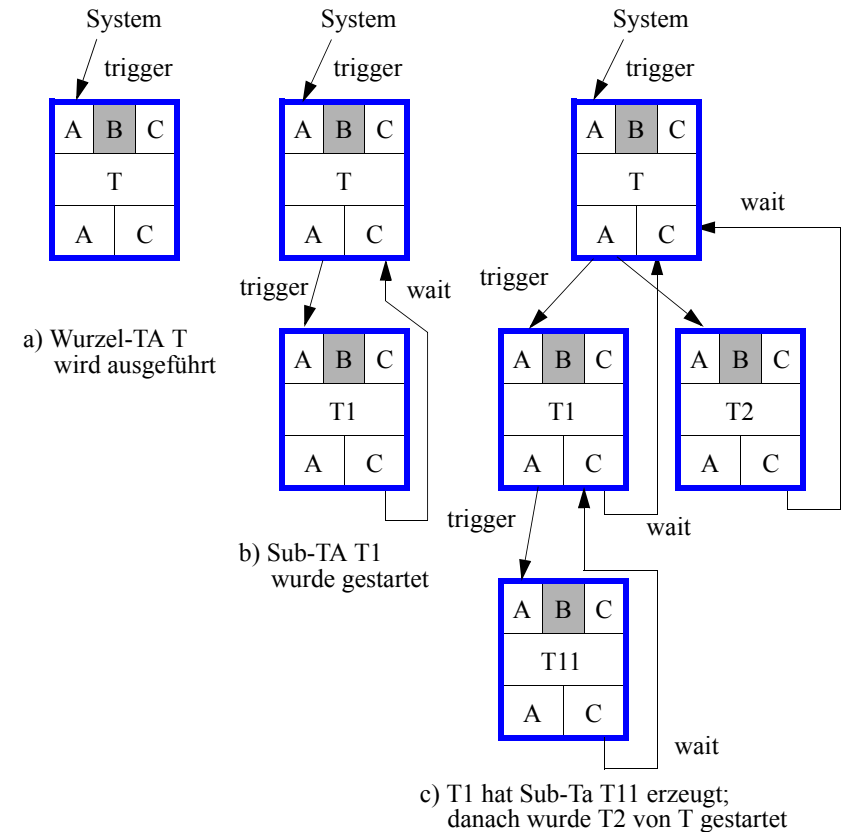 System
trigger
A B C
T
A C
a) Wurzel-TA T
wird ausgeführt
System
trigger
A B C
T
A C
trigger
wait
A B C
T1
A C
b) Sub-TA T1
wurde gestartet
System
trigger
A B C
T
A C
wait
trigger
A B C
T1
A C
A B C
T2
A C
trigger
wait
A B C
T11
A C
wait
c) T1 hat Sub-Ta T11 erzeugt;
danach wurde T2 von T gestartet